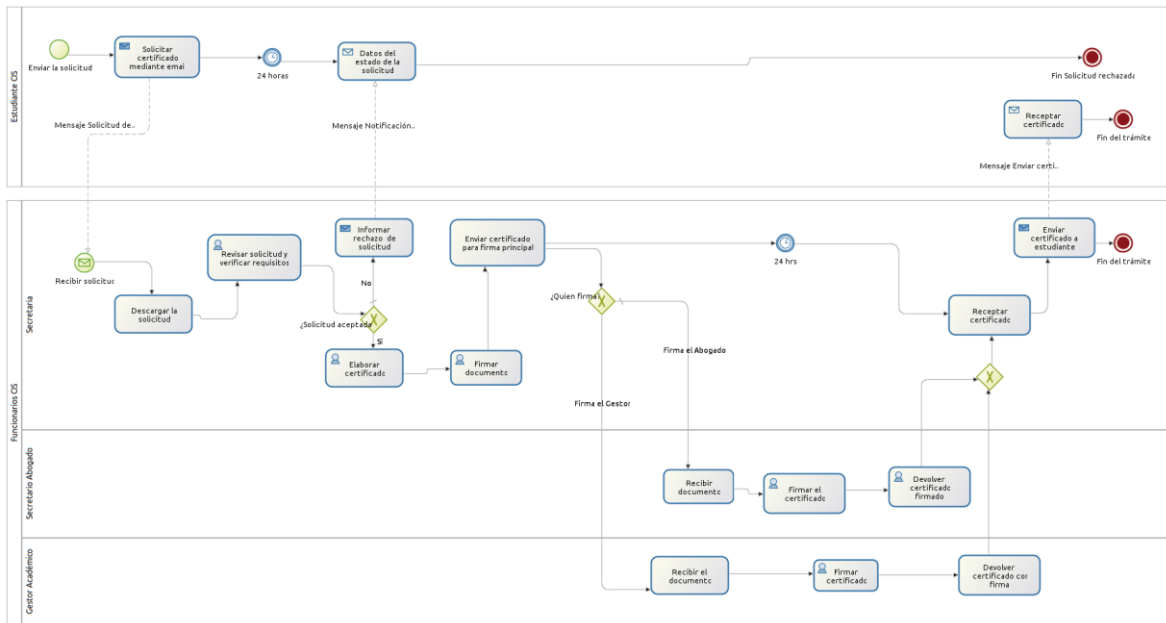 Estudiante CIS
Enviar la solicitud
Solicitar
certificado
mediante emai
24 horas
Datos del
estado de la
solicitud
Fin Solicitud rechazada
Mensaje Solicitud de..
Mensaje Notificación..
Receptar
certificado
Fin del trámite
Mensaje Enviar certi..
Funcionarios CIS
Secretaria
Recibir solicitud
Descargar la
solicitud
Revisar solicitud y
verificar requisitos
Informar
rechazo de
solicitud
No
¿Solicitud aceptada
Si
Elaborar
certificado
Firmar
documento
Enviar certificado
para firma principal
¿Quien firma?
24 hrs
Firma el Abogado
Firma el Gestor
Receptar
certificado
Enviar
certificado a
estudiante
Fin del trámite
Secretario Abogado
Recibir
documento
Firmar el
certificado
Devolver
certificado
firmado
Gestor Académico
Recibir el
documento
Firmar
certificado
Devolver
certificado con
firma